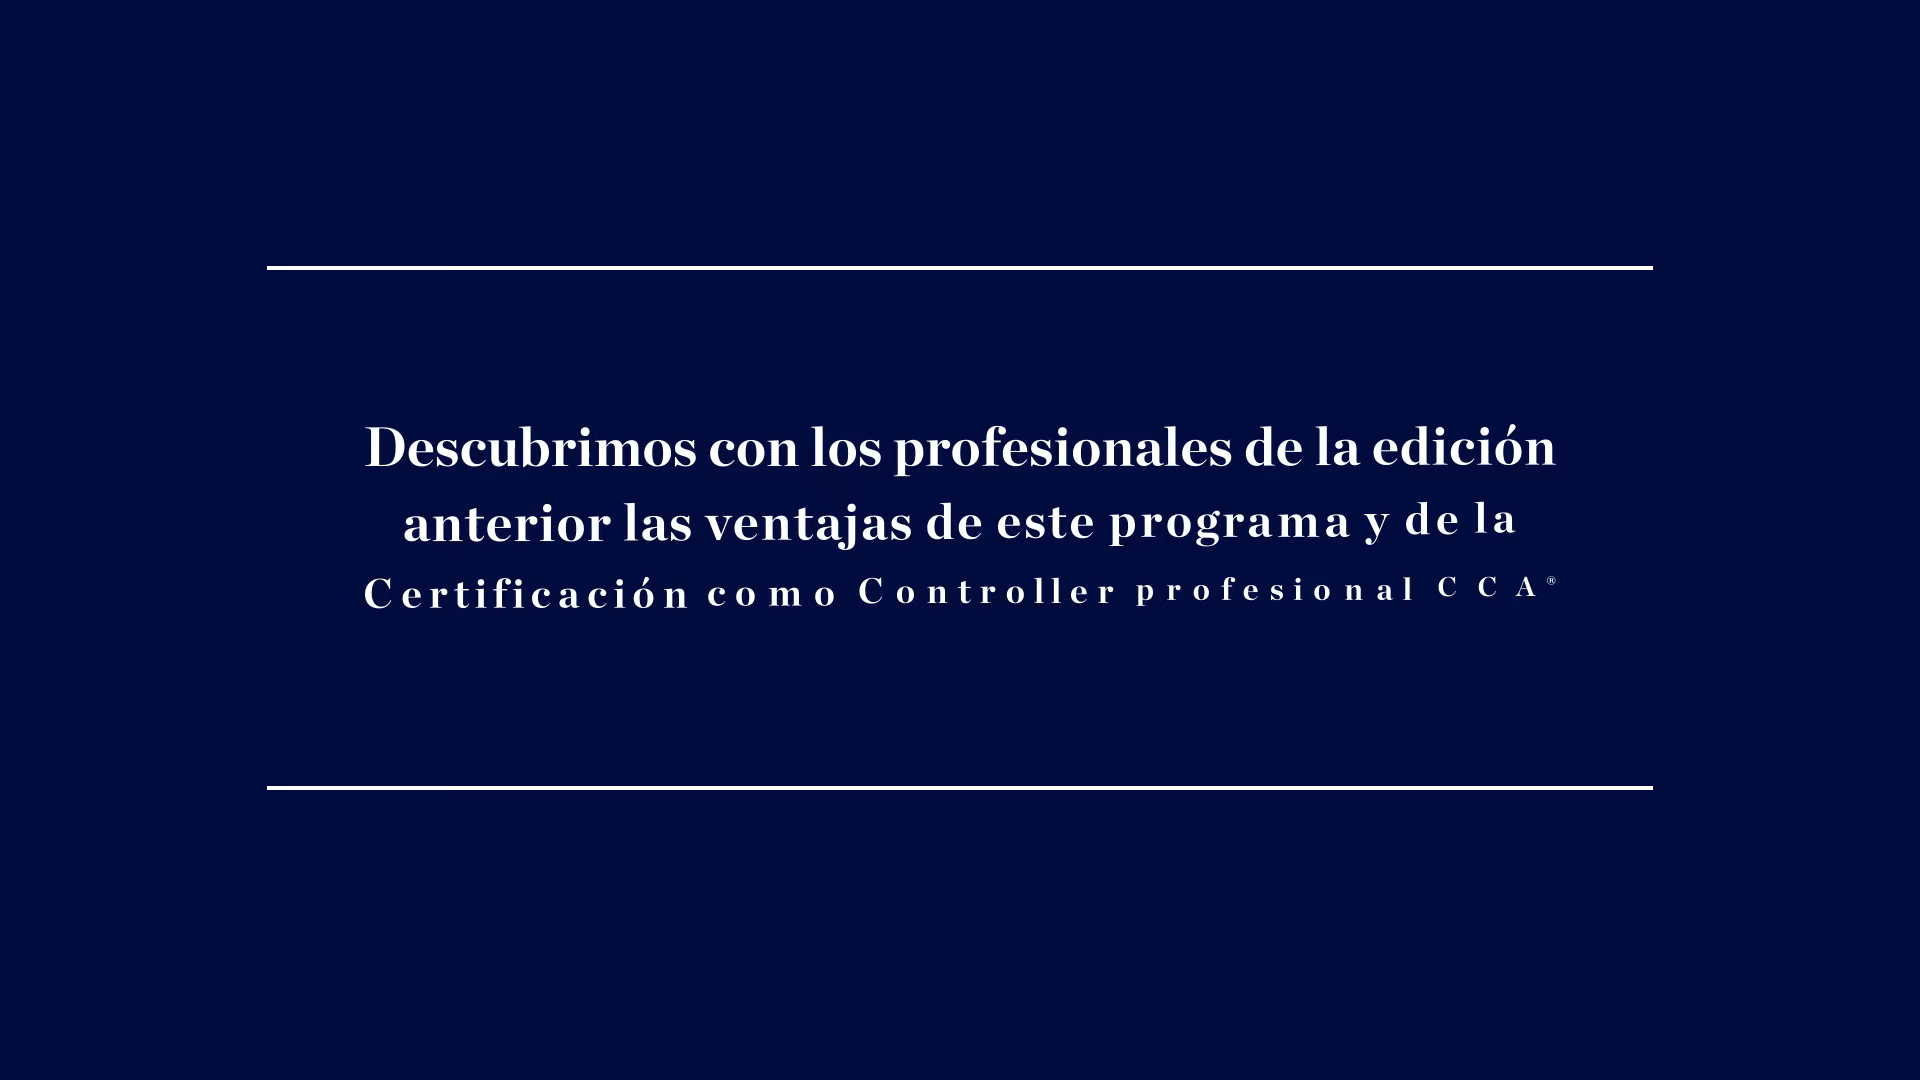 Descubrimos con los profesionales de la edición
anterior las ventajas de este programa y de la
Certificación como Controller profesional CCA®